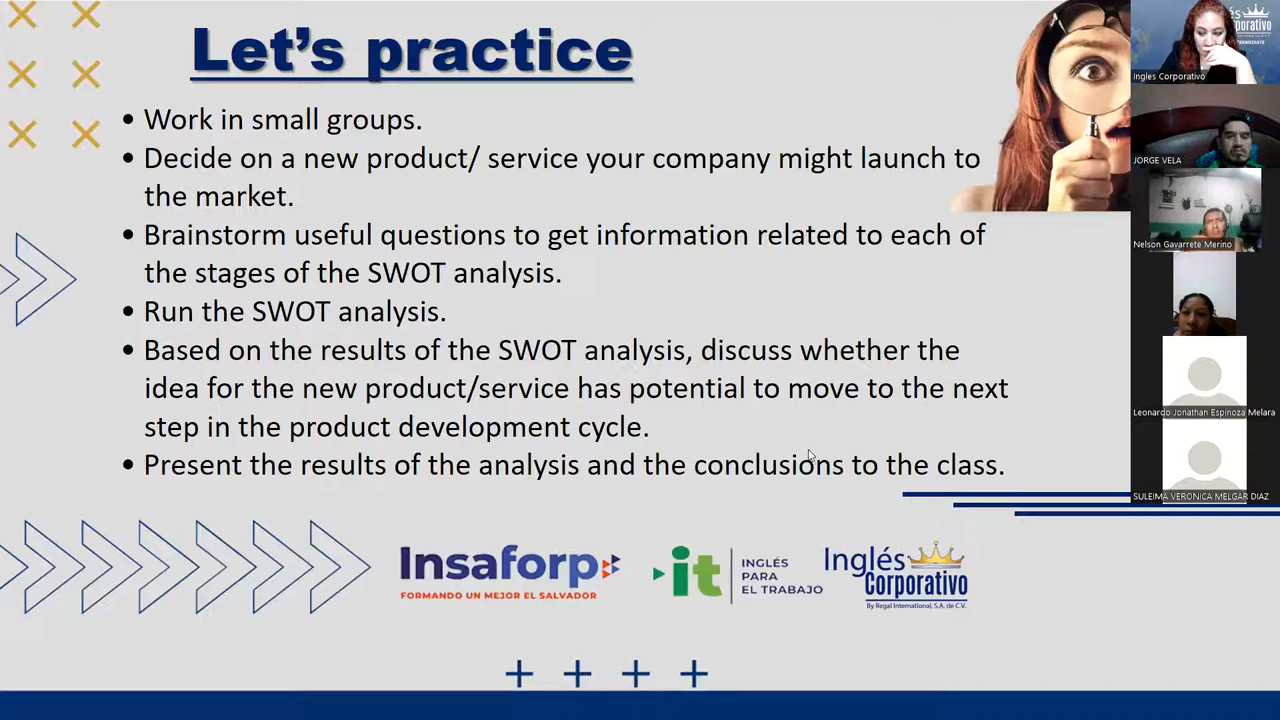 Let's practice
• Work in small groups.
• Decide on a new product/ service your company might launch to
the market.
• Brainstorm useful questions to get information related to each of
the stages of the SWOT analysis.
• Run the SWOT analysis.
• Based on the results of the SWOT analysis, discuss whether the
idea for the new product/service has potential to move to the next
step in the product development cycle.
• Present the results of the analysis and the conclusions to the class.
Insaforp
FORMANDO UN MEJOR EL SALVADOR
it
INGLÉS
PARA
EL TRABAJO
Inglés
Corporativo
By Regal International, S.A. de C.V.
Ingles Corporativo
JORGE VELA
Nelson Gavarrete Merino
Leonardo Jonathan Espinoza Melara
SULEIMA VERONICA MELGAR DIAZ